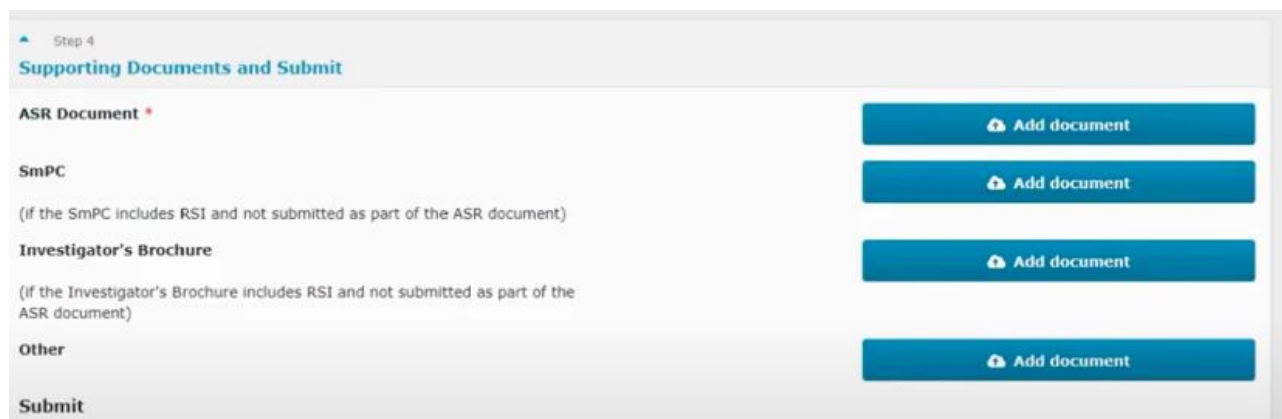 Step 4
Supporting Documents and Submit
ASR Document *
Add document
SmPC
Add document
(if the SmPC includes RSI and not submitted as part of the ASR document)
Investigator's Brochure
Add document
(if the Investigator's Brochure includes RSI and not submitted as part of the
ASR document)
Other
Add document
Submit